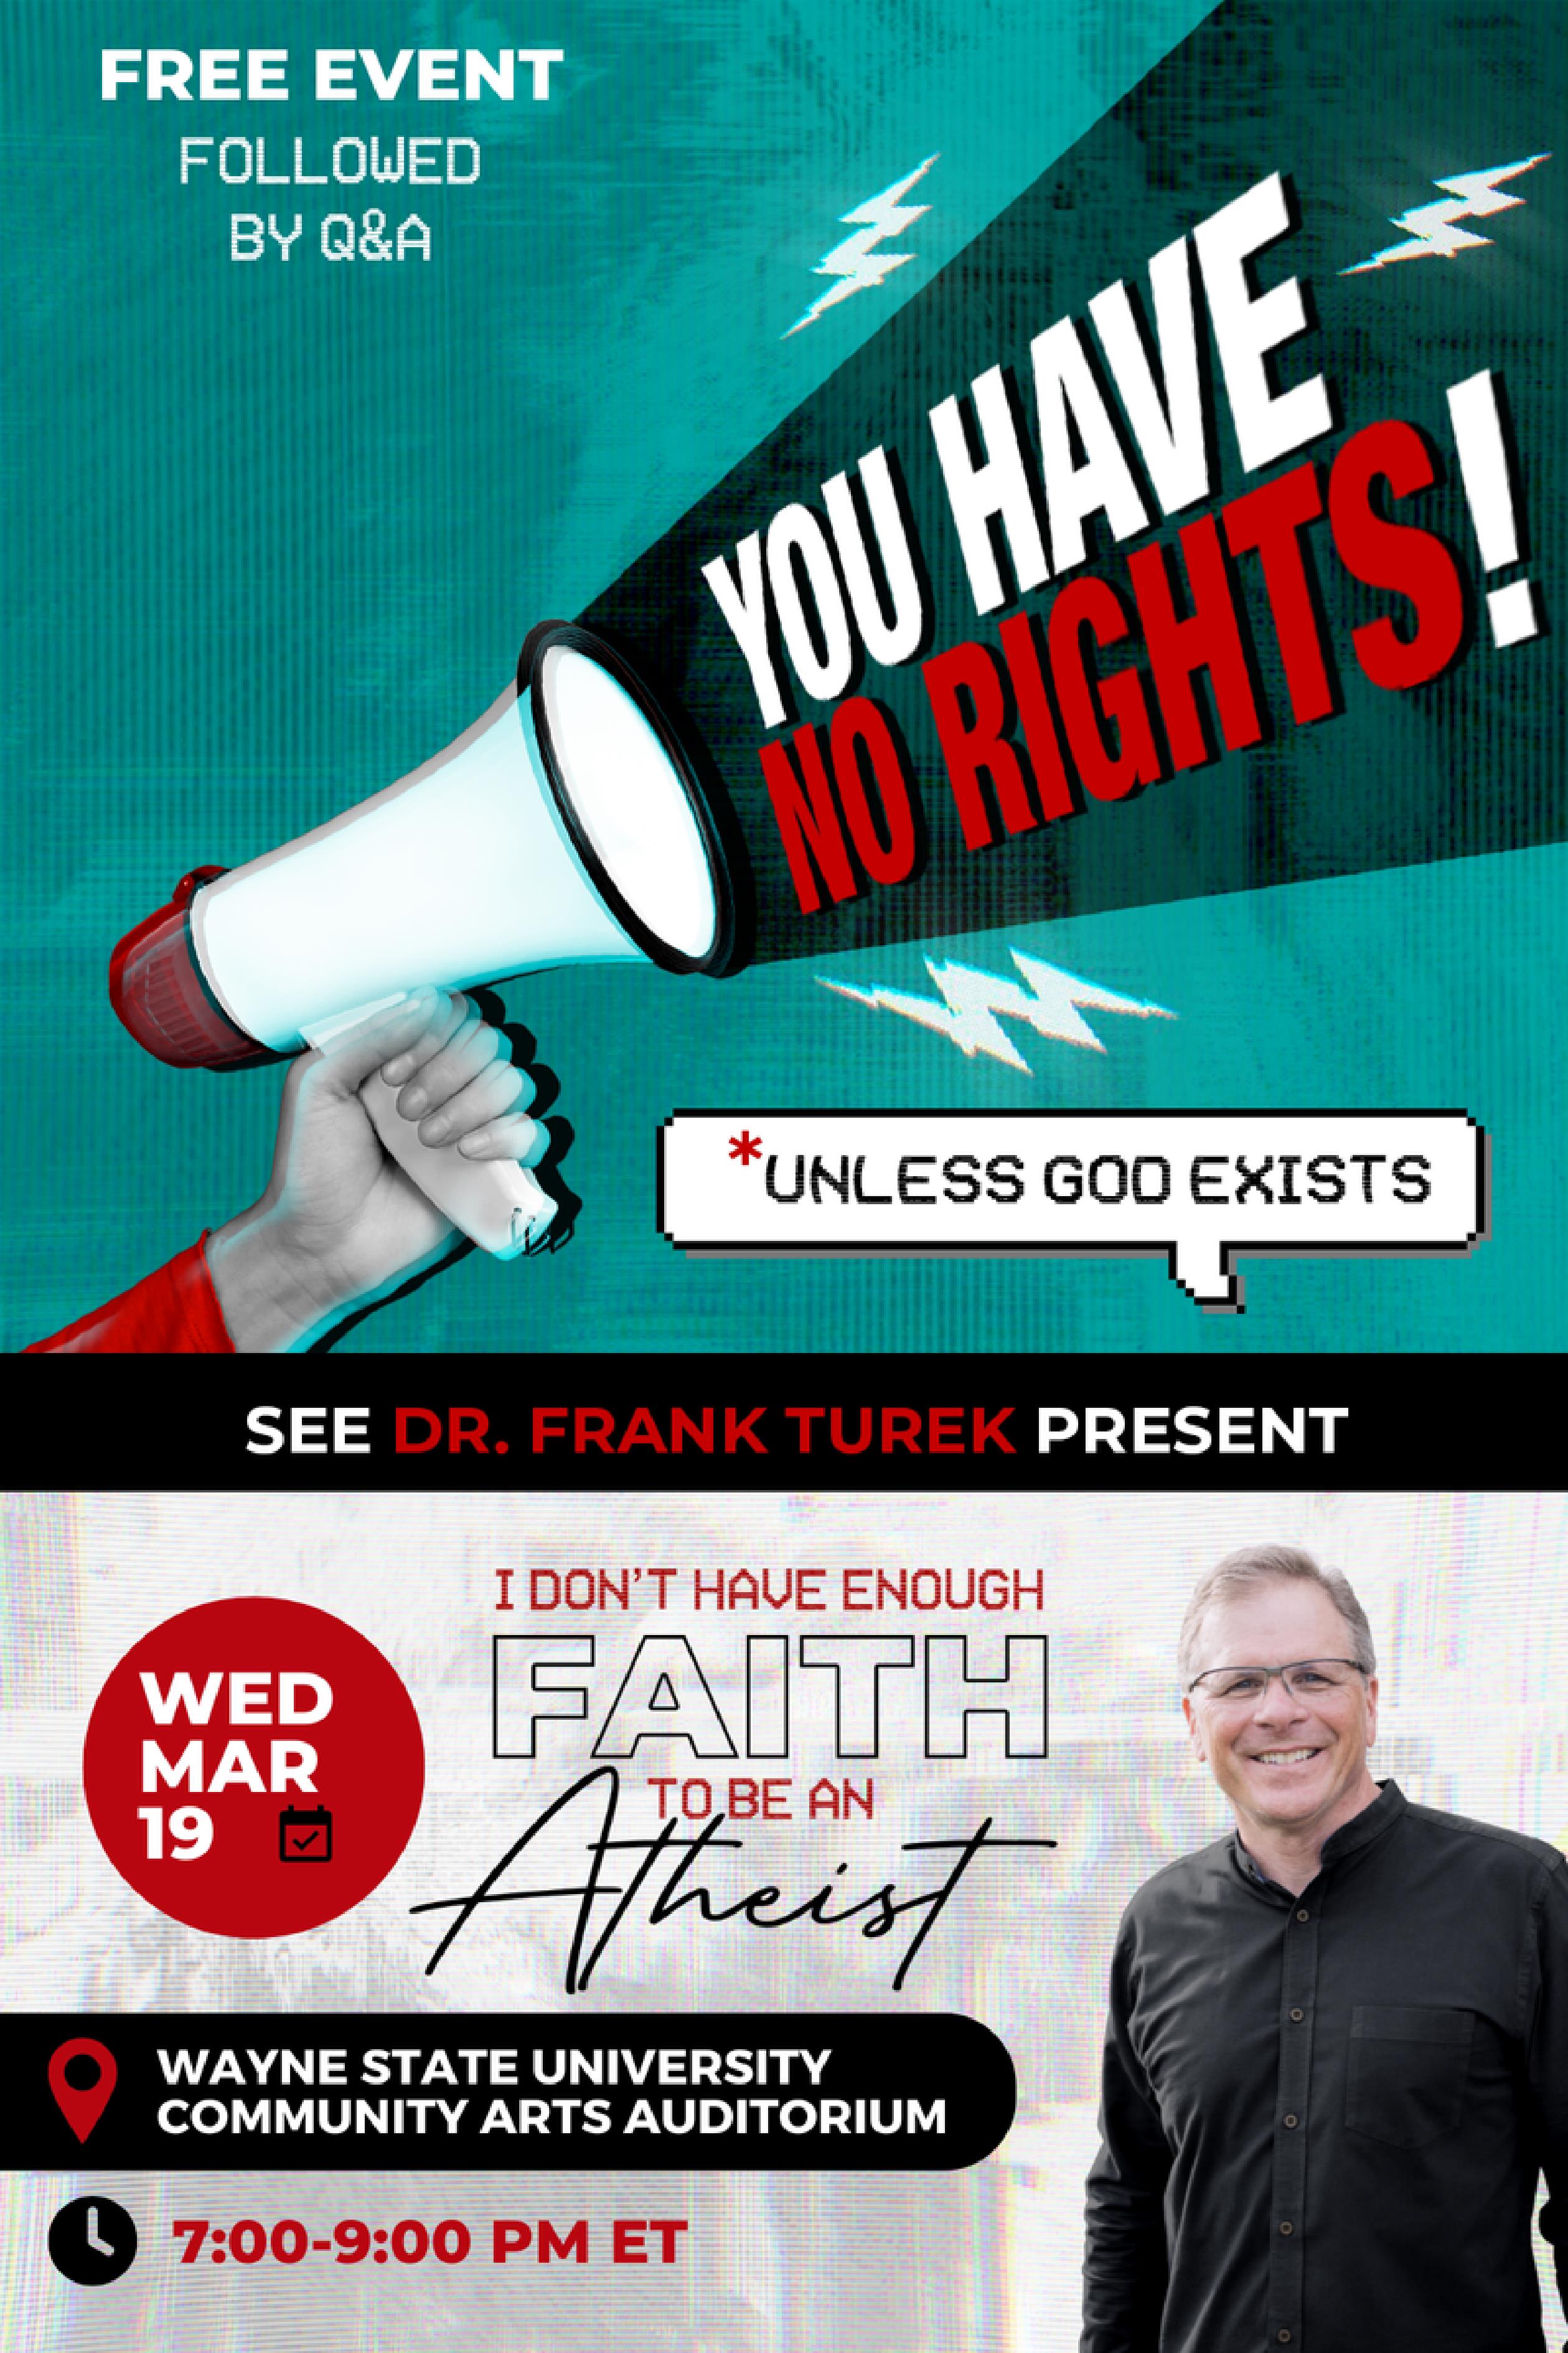 FREE EVENT
FOLLOWED
BY Q&A
YOU HAVE
NO RIGHTS!
*UNLESS GOD EXISTS
SEE DR. FRANK TUREK PRESENT
I DON'T HAVE ENOUGH
FAITH
TO BE AN
Atheist
WED
MAR
19
WAYNE STATE UNIVERSITY
COMMUNITY ARTS AUDITORIUM
7:00-9:00 PM ET